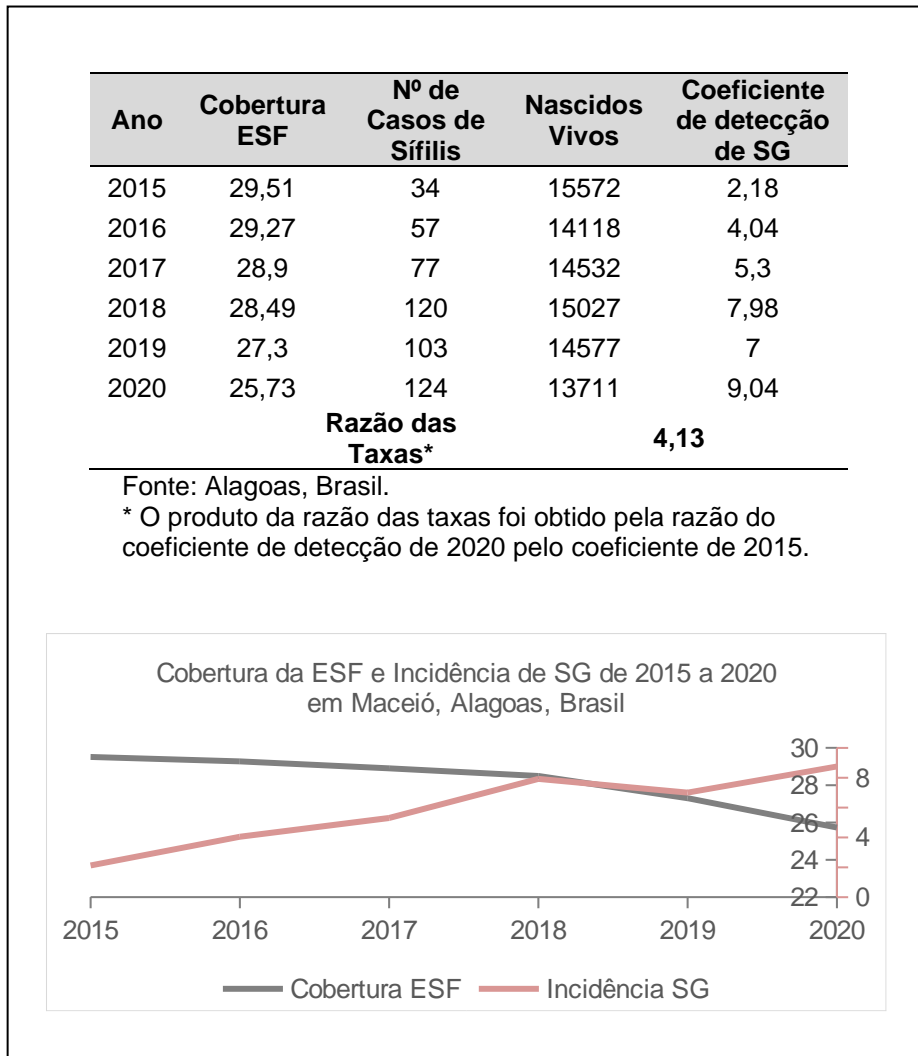 Ano Cobertura ESF Nº de Casos de Sífilis Nascidos Vivos Coeficiente de detecção de SG
2015 29,51 34 15572 2,18
2016 29,27 57 14118 4,04
2017 28,9 77 14532 5,3
2018 28,49 120 15027 7,98
2019 27,3 103 14577 7
2020 25,73 124 13711 9,04
Razão das Taxas* 4,13
Fonte: Alagoas, Brasil.
* O produto da razão das taxas foi obtido pela razão do
coeficiente de detecção de 2020 pelo coeficiente de 2015.
Cobertura da ESF e Incidência de SG de 2015 a 2020
em Maceió, Alagoas, Brasil
30
8
28
26
4
24
22 0
2015 2016 2017 2018 2019 2020
Cobertura ESF Incidência SG